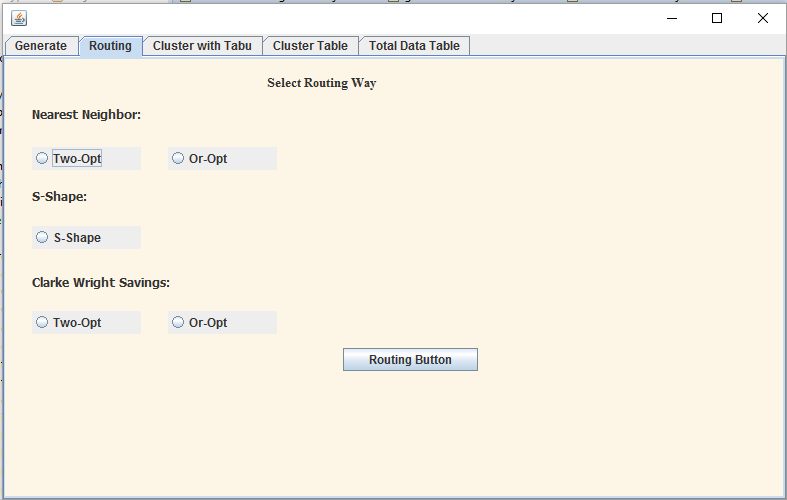 Generate Routing Cluster with Tabu Cluster Table Total Data Table
Select Routing Way
Nearest Neighbor:
Two-Opt Or-Opt
S-Shape:
S-Shape
Clarke Wright Savings:
Two-Opt Or-Opt
Routing Button